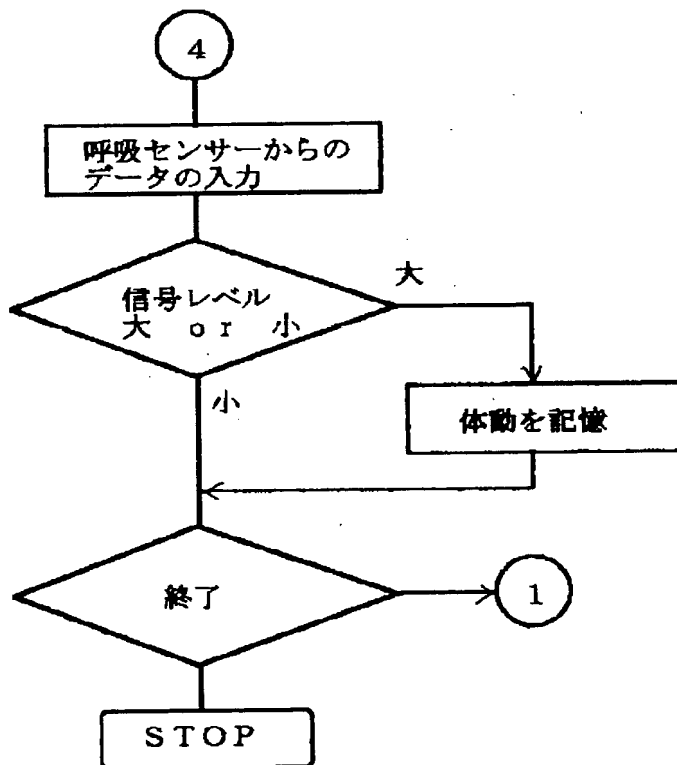 4
呼吸センサーからの
データの入力
信号レベル
大 or 小
大
小
体動を記憶
終了
1
STOP